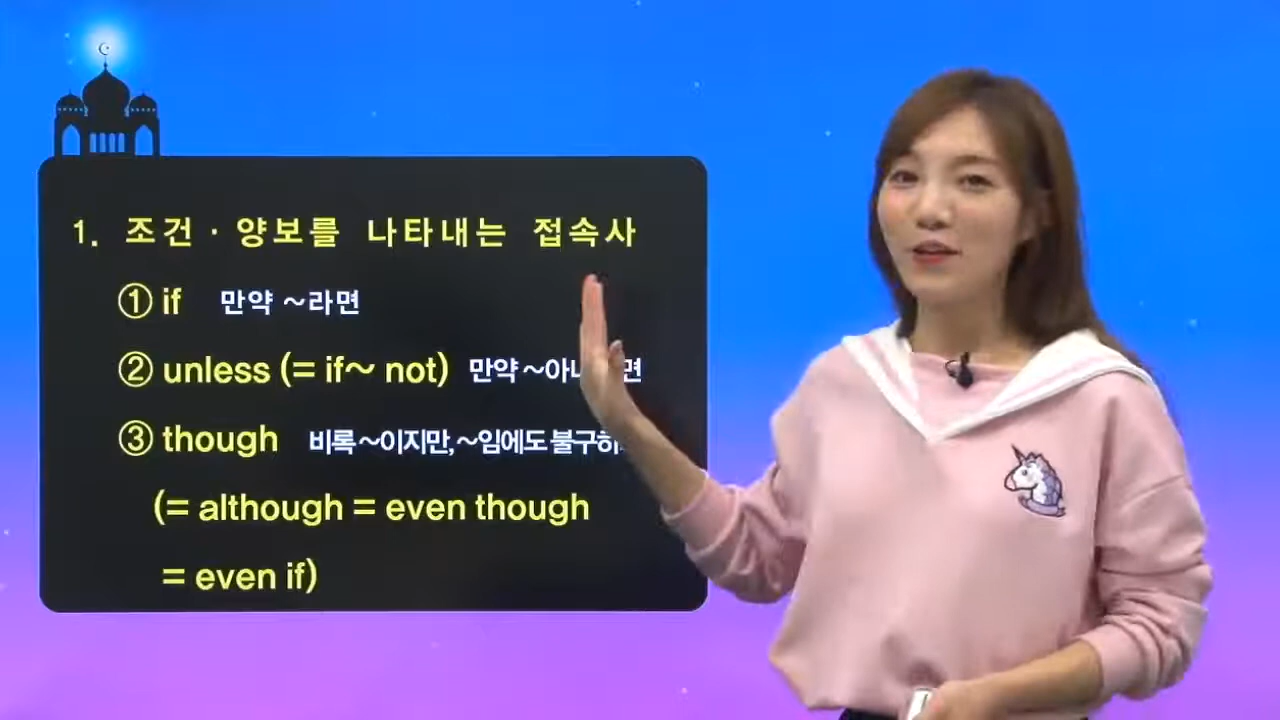 1. 조건 · 양보를 나타내는 접속사
① if 만약 ~라면
② unless (= if~ not) 만약
③ though 비록 ~이지만, ~임에도
(= although = even though
= even if)